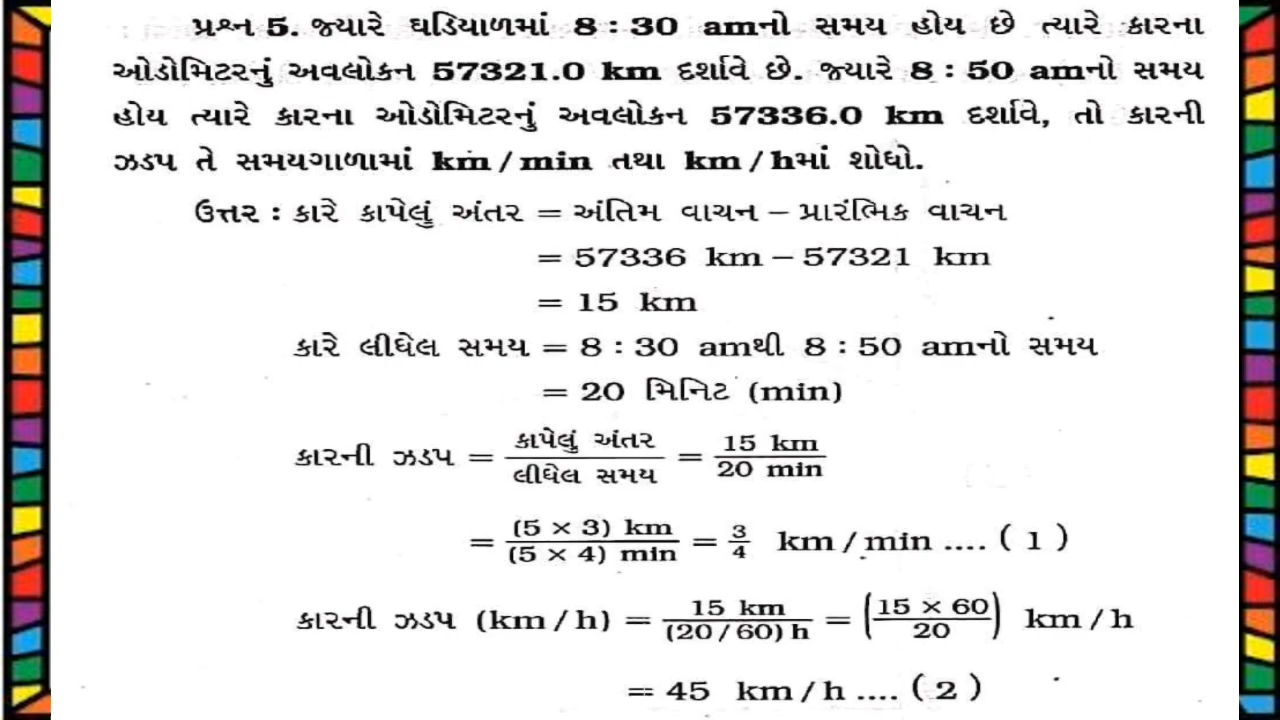 પ્રશ્ન 5. જ્યારે ઘડિયાળમાં 8 : 30 amનો સમય હોય છે ત્યારે કારના
ઓડોમિટરનું અવલોકન 57321.0 km દર્શાવે છે. જ્યારે 8 : 50 amનો સમય
હોય ત્યારે કારના ઓડોમિટરનું અવલોકન 57336.0 km દર્શાવે, તો કારની
ઝડપ તે સમયગાળામાં km / min તથા km / hમાં શોધો.
ઉત્તર : કારે કાપેલું અંતર = અંતિમ વાચન – પ્રારંભિક વાચન
= 57336 km – 57321 km
= 15 km
કારે લીધેલ સમય = 8 : 30 amથી 8 : 50 amનો સમય
= 20 મિનિટ (min)
કારની ઝડપ = કાપેલું અંતર / લીધેલ સમય = 15 km / 20 min
= (5 × 3) km / (5 × 4) min = 3/4 km / min .... ( 1 )
કારની ઝડપ (km / h) = 15 km / (20 / 60) h = (15 × 60 / 20) km / h
= 45 km / h .... ( 2 )